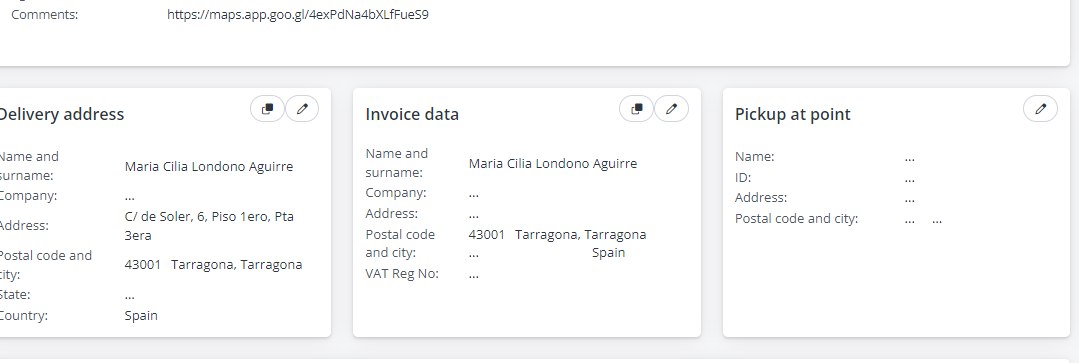 Comments: https://maps.app.goo.gl/4exPdNa4bXLfFueS9
Delivery address
Name and surname: Maria Cilia Londono Aguirre
Company: ...
Address: C/ de Soler, 6, Piso 1ero, Pta 3era
Postal code and city: 43001 Tarragona, Tarragona
State: ...
Country: Spain
Invoice data
Name and surname: Maria Cilia Londono Aguirre
Company: ...
Address: ...
Postal code and city: 43001 Tarragona, Tarragona
... Spain
VAT Reg No: ...
Pickup at point
Name: ...
ID: ...
Address: ...
Postal code and city: ... ...